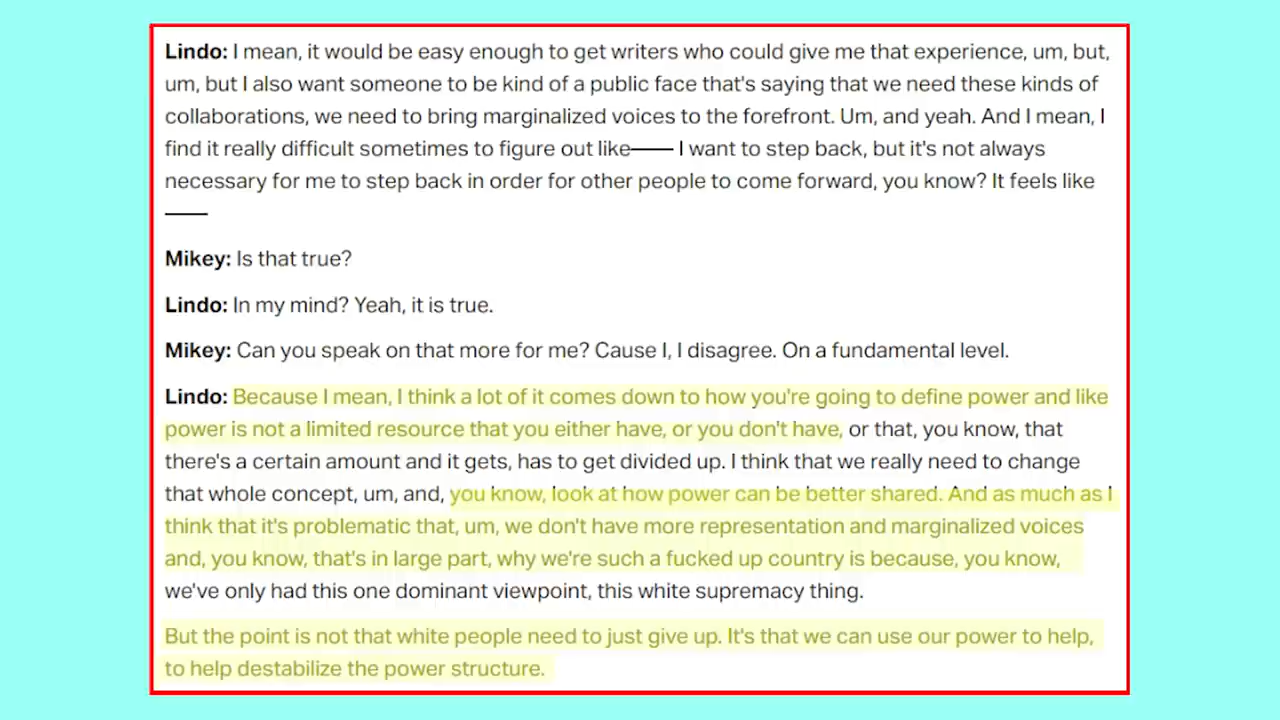 Lindo: I mean, it would be easy enough to get writers who could give me that experience, um, but,
um, but I also want someone to be kind of a public face that's saying that we need these kinds of
collaborations, we need to bring marginalized voices to the forefront. Um, and yeah. And I mean, I
find it really difficult sometimes to figure out like—— I want to step back, but it's not always
necessary for me to step back in order for other people to come forward, you know? It feels like
——
Mikey: Is that true?
Lindo: In my mind? Yeah, it is true.
Mikey: Can you speak on that more for me? Cause I, I disagree. On a fundamental level.
Lindo: Because I mean, I think a lot of it comes down to how you're going to define power and like
power is not a limited resource that you either have, or you don't have, or that, you know, that
there's a certain amount and it gets, has to get divided up. I think that we really need to change
that whole concept, um, and, you know, look at how power can be better shared. And as much as I
think that it's problematic that, um, we don't have more representation and marginalized voices
and, you know, that's in large part, why we're such a fucked up country is because, you know,
we've only had this one dominant viewpoint, this white supremacy thing.
But the point is not that white people need to just give up. It's that we can use our power to help,
to help destabilize the power structure.